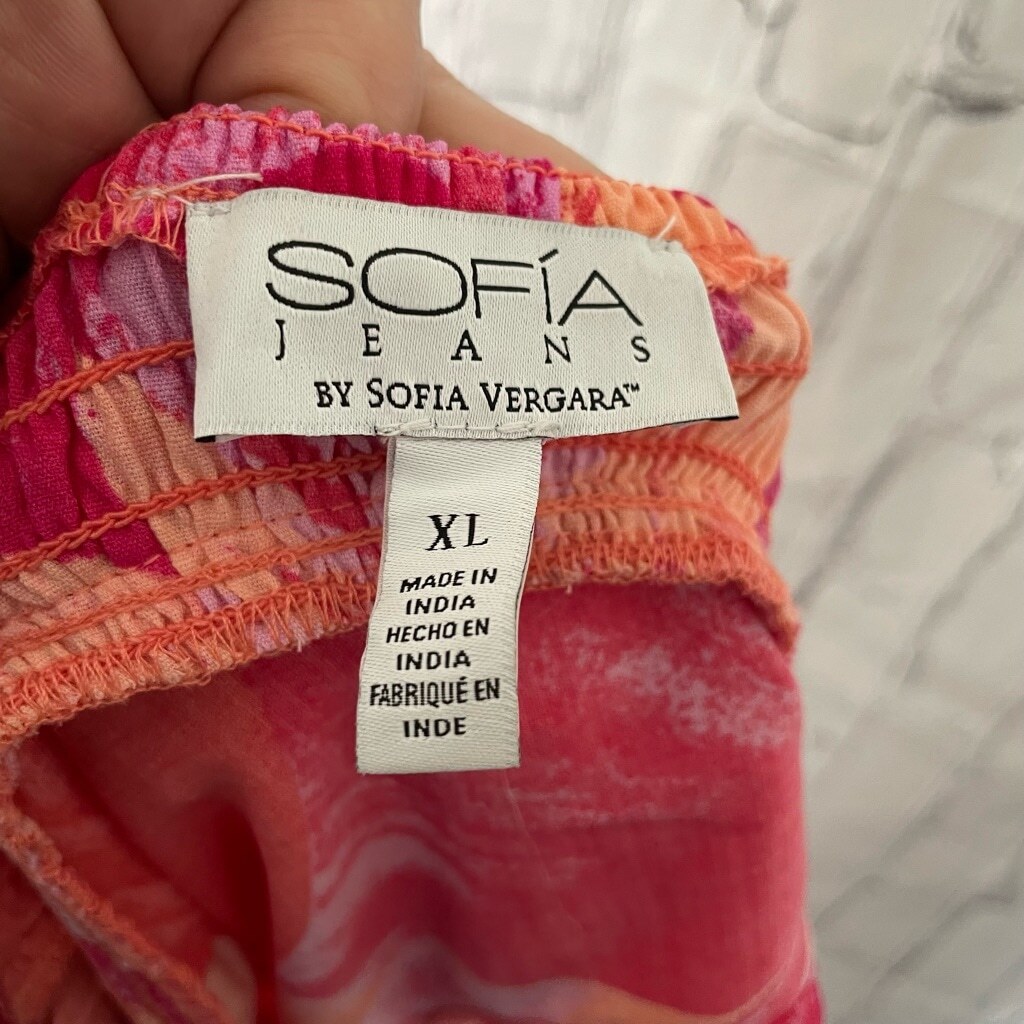 SOFÍA
JEANS
BY SOFIA VERGARA™
XL
MADE IN
INDIA
HECHO EN
INDIA
FABRIQUÉ EN
INDE